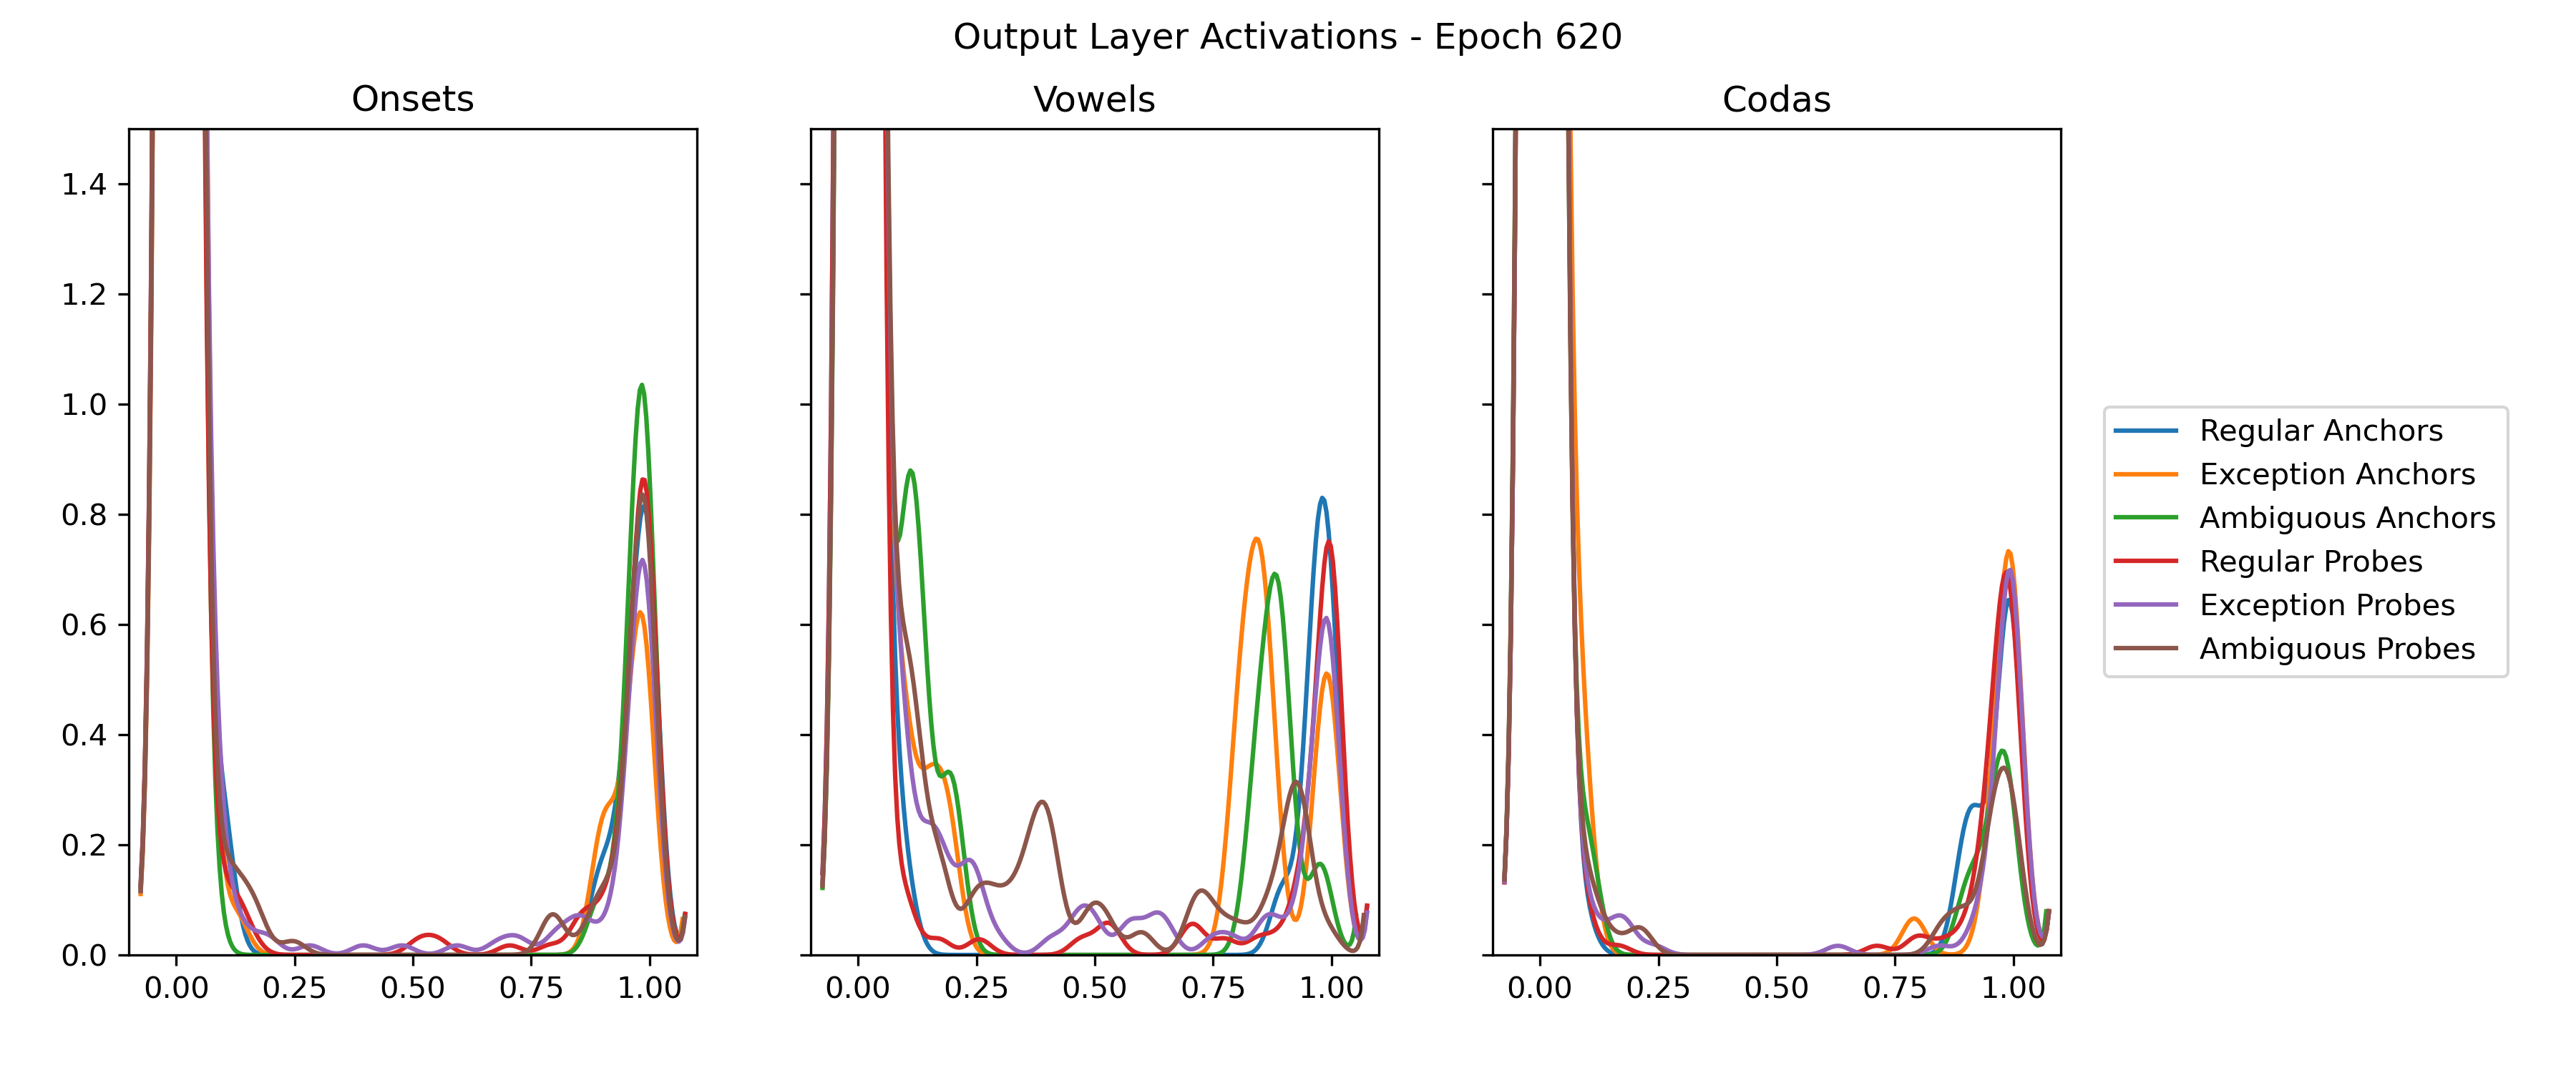 Output Layer Activations - Epoch 620
Onsets
Vowels
Codas
1.4
1.2
1.0
0.8
0.6
0.4
0.2
0.0
0.00 0.25 0.50 0.75 1.00
0.00 0.25 0.50 0.75 1.00
0.00 0.25 0.50 0.75 1.00
Regular Anchors
Exception Anchors
Ambiguous Anchors
Regular Probes
Exception Probes
Ambiguous Probes